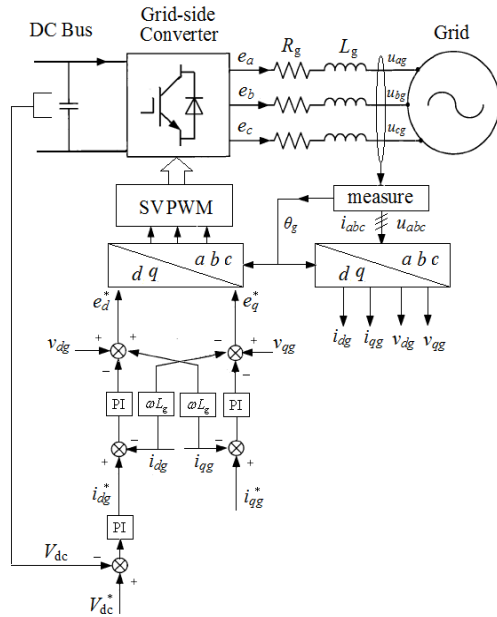 DC Bus
Grid-side
Converter
Grid
R_g
L_g
e_a
e_b
e_c
u_ag
u_bg
u_cg
SVPWM
measure
θ_g
i_abc
u_abc
d q
a b c
d q
a b c
e_d^*
e_q^*
i_dg
i_qg
v_dg
v_qg
v_dg
+
+
−
+
−
+
−
v_qg
PI
ωL_g
ωL_g
PI
+
−
−
+
i_dg
i_qg
i_dg^*
i_qg^*
PI
V_dc
−
+
V_dc^*